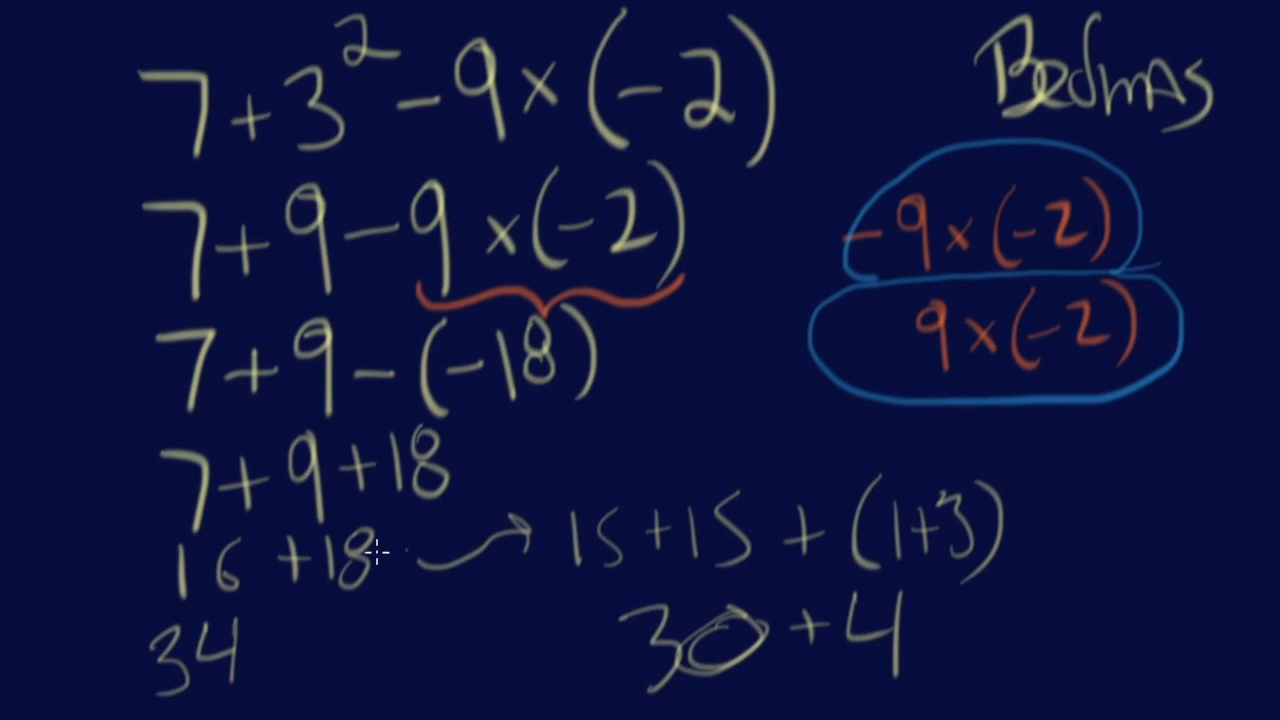 7 + 3² - 9 × (-2)
Bedmas
7 + 9 - 9 × (-2)
-9 × (-2)
9 × (-2)
7 + 9 - (-18)
7 + 9 + 18
16 + 18 → 15 + 15 + (1+3)
34
30 + 4